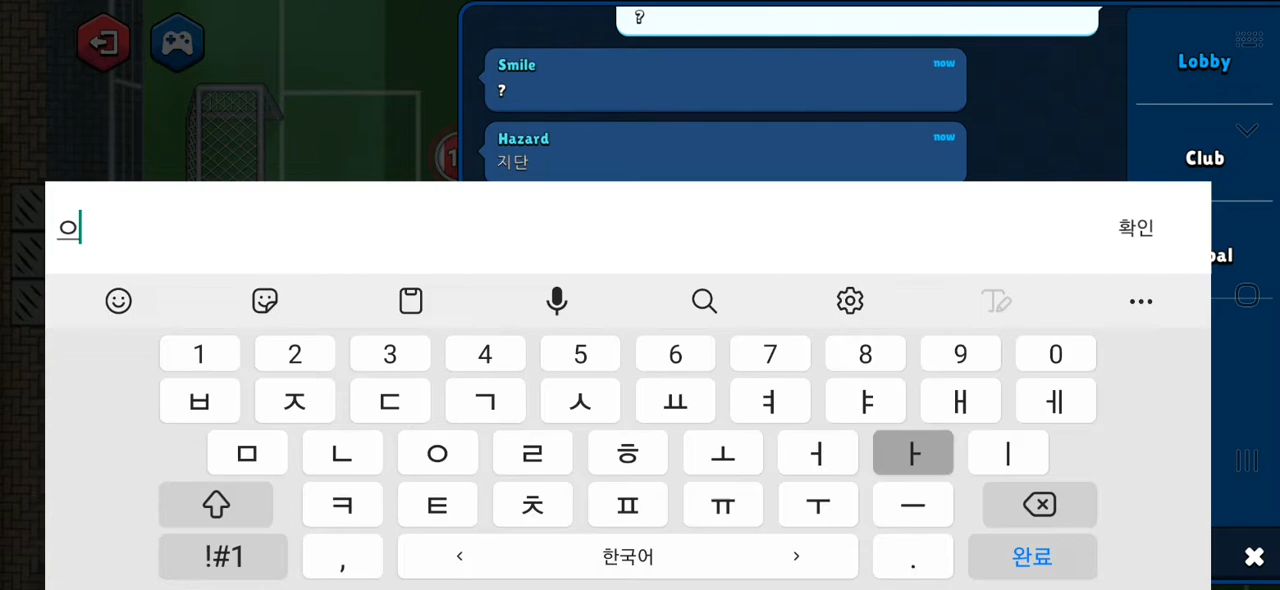 ?
Smile
now
?
Hazard
now
지단
Lobby
Club
bal
으
확인
1 2 3 4 5 6 7 8 9 0
ㅂ ㅈ ㄷ ㄱ ㅅ ㅛ ㅕ ㅑ ㅐ ㅔ
ㅁ ㄴ ㅇ ㄹ ㅎ ㅗ ㅓ ㅏ ㅣ
ㅋ ㅌ ㅊ ㅍ ㅠ ㅜ ㅡ
!#1 , 한국어 . 완료